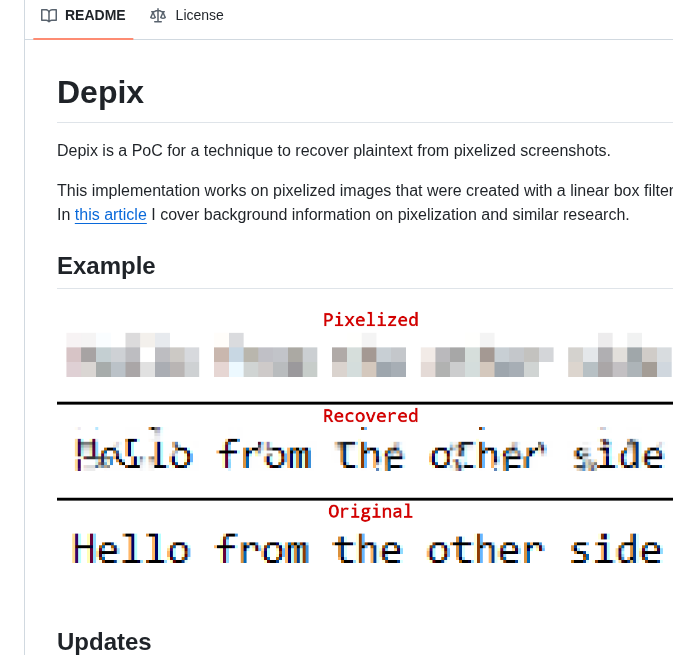 README License
Depix
Depix is a PoC for a technique to recover plaintext from pixelized screenshots.
This implementation works on pixelized images that were created with a linear box filter
In this article I cover background information on pixelization and similar research.
Example
Pixelized
Recovered
Hello from the other side
Original
Hello from the other side
Updates